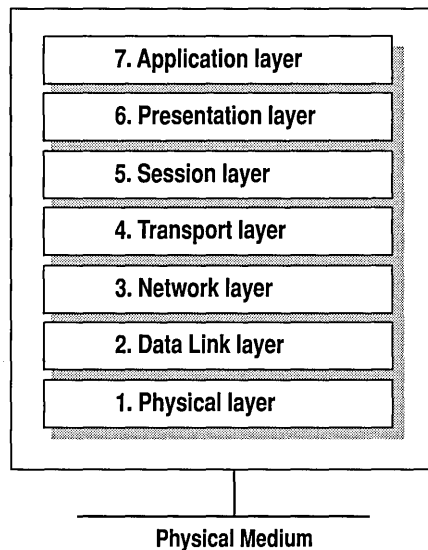 7. Application layer
6. Presentation layer
5. Session layer
4. Transport layer
3. Network layer
2. Data Link layer
1. Physical layer
Physical Medium